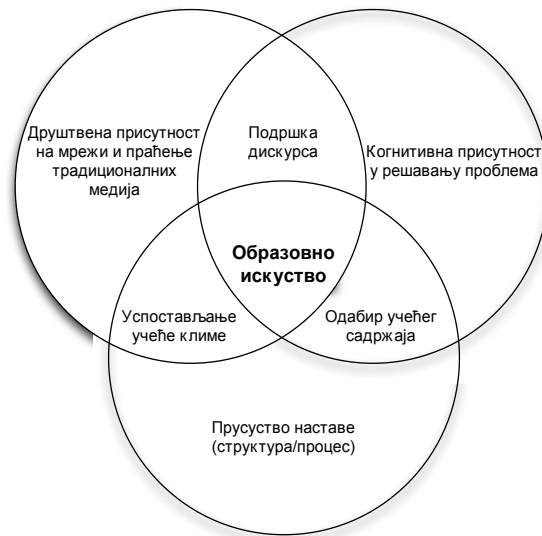 Друштвена присутност
на мрежи и праћење
традиционалних
медија
Подршка
дискурса
Когнитивна присутност
у решавању проблема
Образовно
искуство
Успостављање
учеће климе
Одабир учећег
садржаја
Прусуство наставе
(структура/процес)